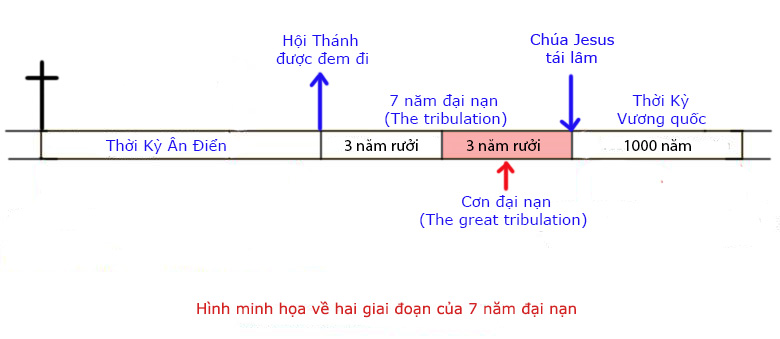 Hội Thánh
được đem đi
Chúa Jesus
tái lâm
7 năm đại nạn
(The tribulation)
Thời Kỳ
Vương quốc
Thời Kỳ Ân Điển
3 năm rưởi
3 năm rưởi
1000 năm
Cơn đại nạn
(The great tribulation)
Hình minh họa về hai giai đoạn của 7 năm đại nạn